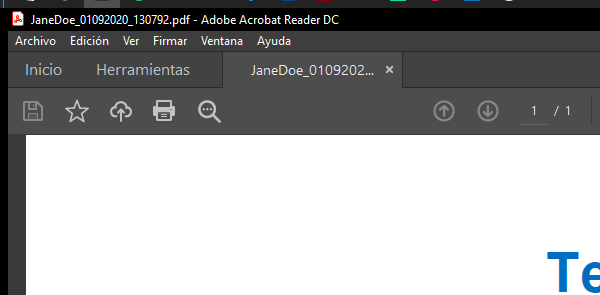 JaneDoe_01092020_130792.pdf - Adobe Acrobat Reader DC
Archivo Edición Ver Firmar Ventana Ayuda
Inicio Herramientas JaneDoe_0109202... ×
1 / 1
Te